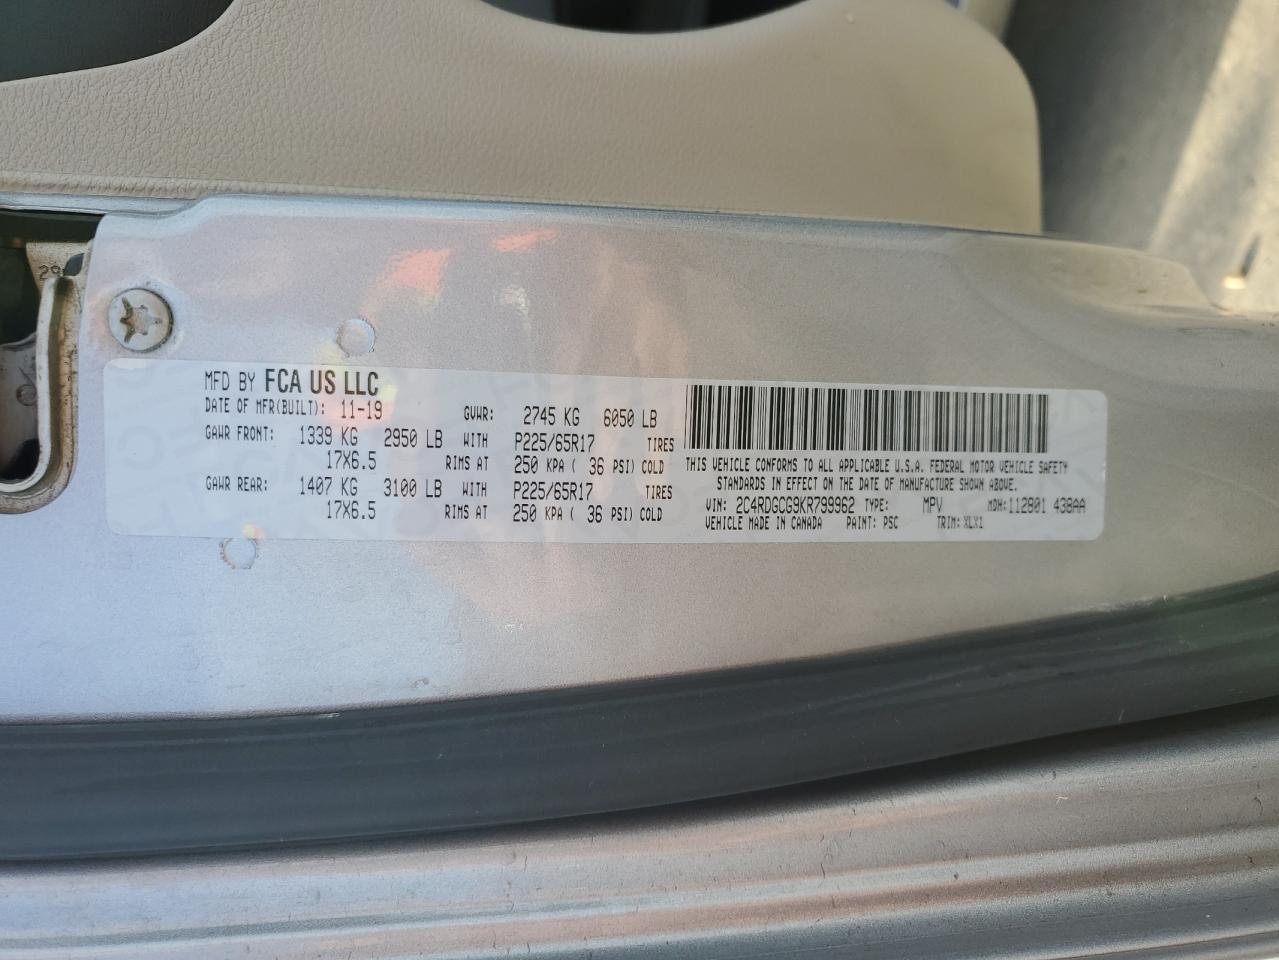 29
MFD BY FCA US LLC
DATE OF MFR(BUILT): 11-19 GVWR: 2745 KG 6050 LB
GAWR FRONT: 1339 KG 2950 LB WITH P225/65R17 TIRES
17X6.5 RIMS AT 250 KPA ( 36 PSI) COLD
GAWR REAR: 1407 KG 3100 LB WITH P225/65R17 TIRES
17X6.5 RIMS AT 250 KPA ( 36 PSI) COLD
THIS VEHICLE CONFORMS TO ALL APPLICABLE U.S.A. FEDERAL MOTOR VEHICLE SAFETY
STANDARDS IN EFFECT ON THE DATE OF MANUFACTURE SHOWN ABOVE.
VIN: 2C4RDGCG9KR799962 TYPE: MPV MDH:112801 438AA
VEHICLE MADE IN CANADA PAINT: PSC TRIM: XLX1